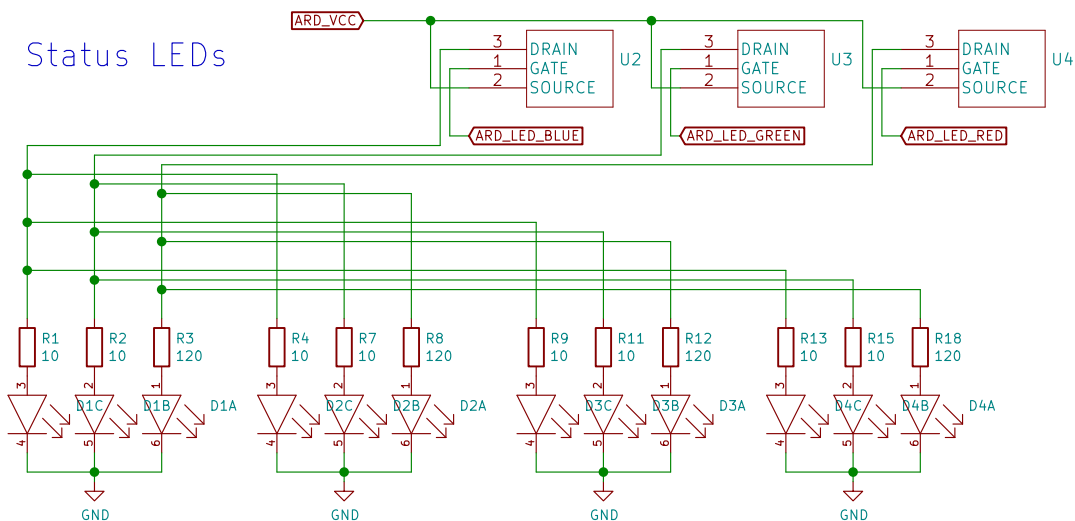 ARD_VCC
Status LEDs
3 DRAIN
1 GATE
2 SOURCE
U2
3 DRAIN
1 GATE
2 SOURCE
U3
3 DRAIN
1 GATE
2 SOURCE
U4
ARD_LED_BLUE
ARD_LED_GREEN
ARD_LED_RED
R1 R2 R3 R4 R7 R8 R9 R11 R12 R13 R15 R18
10 10 120 10 10 120 10 10 120 10 10 120
3 2 1 3 2 1 3 2 1 3 2 1
D1C D1B D1A D2C D2B D2A D3C D3B D3A D4C D4B D4A
4 5 6 4 5 6 4 5 6 4 5 6
GND GND GND GND